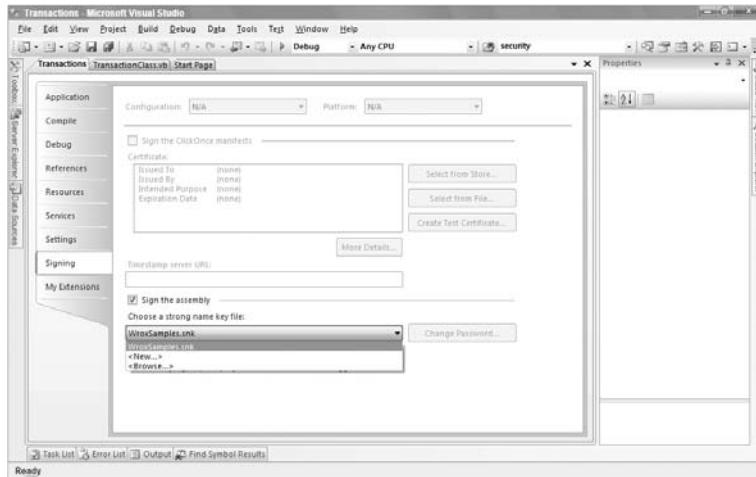 Transactions - Microsoft Visual Studio
File Edit View Project Build Debug Data Tools Test Window Help
Debug Any CPU security
Transactions TransactionClass.vb Start Page
Properties
Toolbox
Server Explorer
Data Sources
Application
Compile
Debug
References
Resources
Services
Settings
Signing
My Extensions
Configuration: N/A Platform: N/A
Sign the ClickOnce manifests
Certificate:
Issued To (none)
Issued By (none)
Intended Purpose (none)
Expiration Date (none)
Select from Store...
Select from File...
Create Test Certificate...
More Details...
Timestamp server URL:
Sign the assembly
Choose a strong name key file:
WroxSamples.snk
Change Password...
WroxSamples.snk
<New...>
<Browse...>
Task List Error List Output Find Symbol Results
Ready